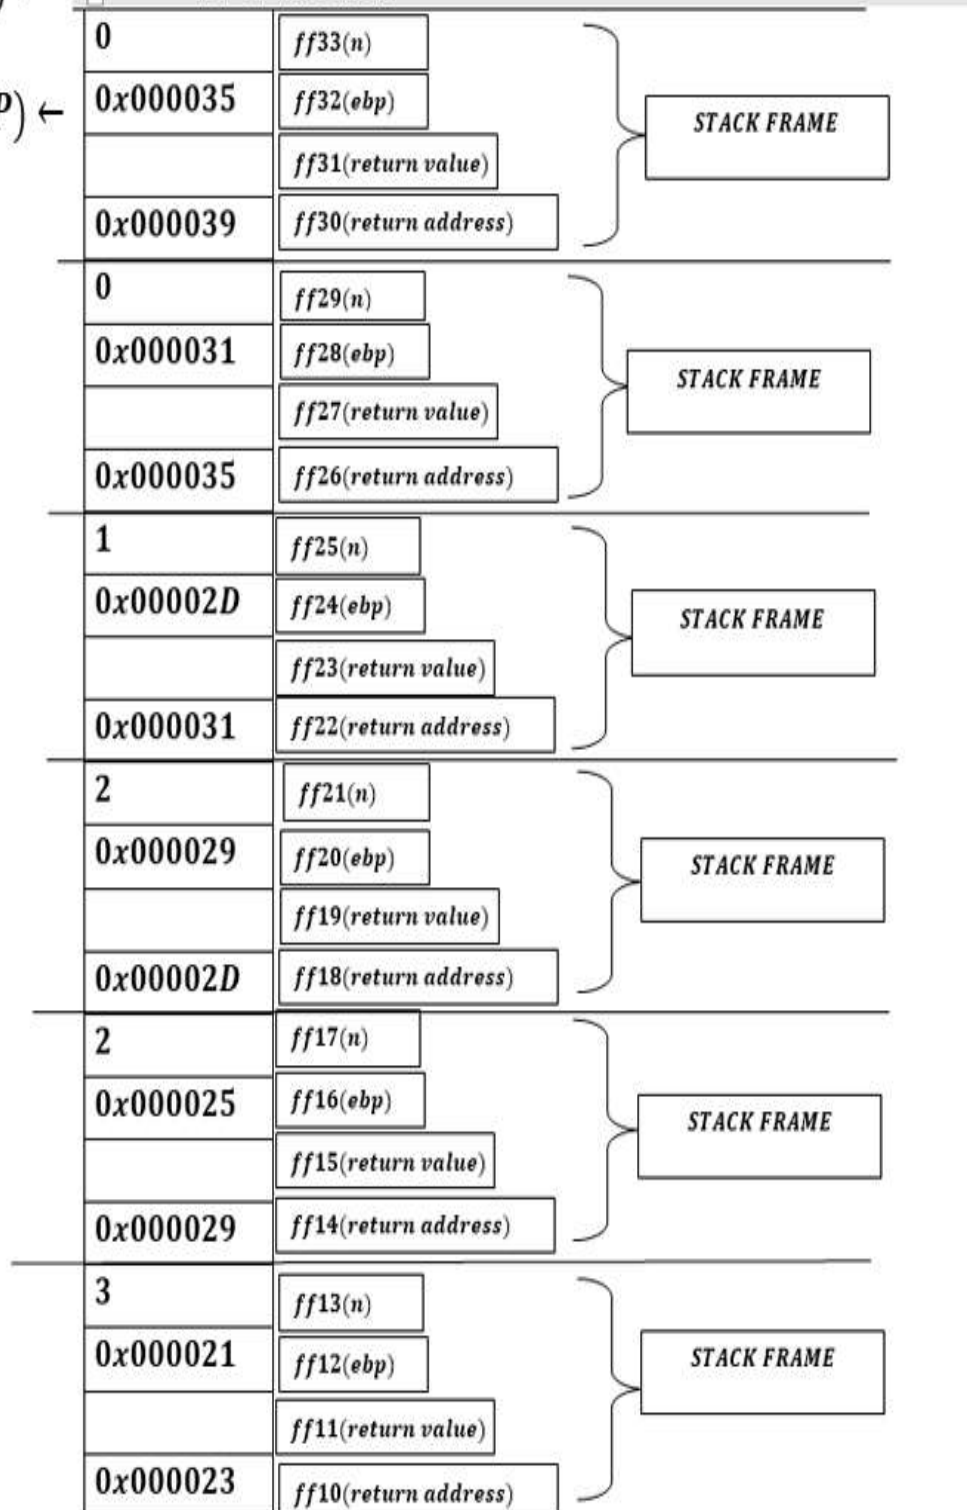 0 ff33(n)
0x000035 ff32(ebp) STACK FRAME
P) ← ff31(return value)
0x000039 ff30(return address)
0 ff29(n)
0x000031 ff28(ebp) STACK FRAME
ff27(return value)
0x000035 ff26(return address)
1 ff25(n)
0x00002D ff24(ebp) STACK FRAME
ff23(return value)
0x000031 ff22(return address)
2 ff21(n)
0x000029 ff20(ebp) STACK FRAME
ff19(return value)
0x00002D ff18(return address)
2 ff17(n)
0x000025 ff16(ebp) STACK FRAME
ff15(return value)
0x000029 ff14(return address)
3 ff13(n)
0x000021 ff12(ebp) STACK FRAME
ff11(return value)
0x000023 ff10(return address)